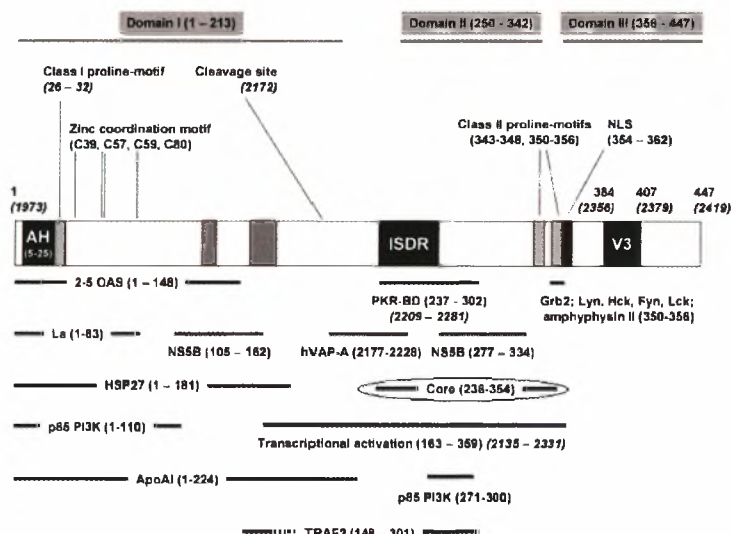 Domain I (1 – 213)
Domain II (250 - 342)
Domain III (356 - 447)
Class I proline-motif
(26 – 32)
Cleavage site
(2172)
Zinc coordination motif
(C39, C57, C59, C80)
Class II proline-motifs
(343-348, 350-356)
NLS
(354 – 362)
1
(1973)
384
(2356)
407
(2379)
447
(2419)
AH
(5-25)
ISDR
V3
2-5 OAS (1 – 148)
PKR-BD (237 - 302)
(2209 – 2281)
Grb2; Lyn, Hck, Fyn, Lck;
amphyphysin II (350-356)
La (1-83)
NS5B (105 – 162)
hVAP-A (2177-2228)
NS5B (277 – 334)
HSP27 (1 – 181)
Core (236-354)
p85 PI3K (1-110)
Transcriptional activation (163 – 359) (2135 – 2331)
ApoAI (1-224)
p85 PI3K (271-300)
TRAF2 (148 – 301)